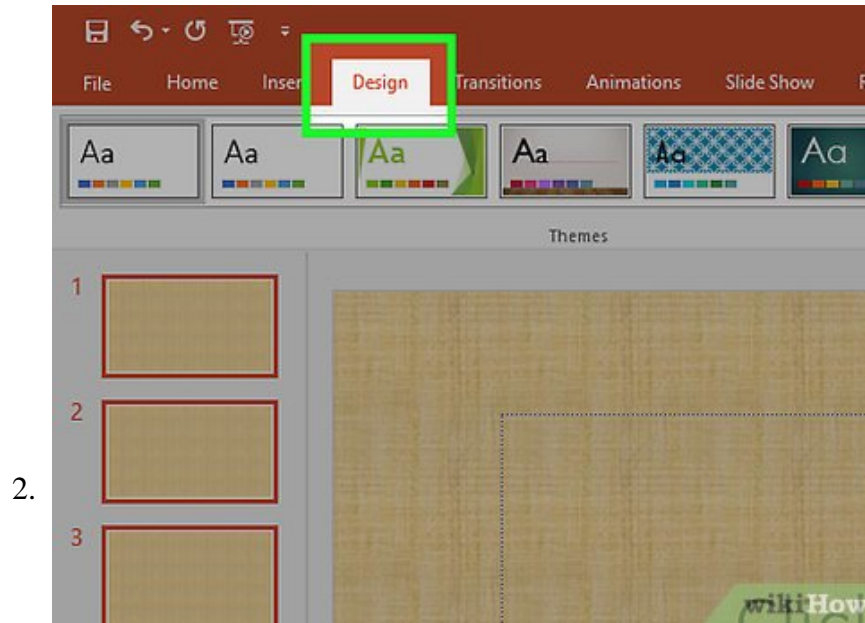 File Home Inser Design Transitions Animations Slide Show
Aa Aa Aa Aa Aa Aa
Themes
1
2
2.
3
wikiHow